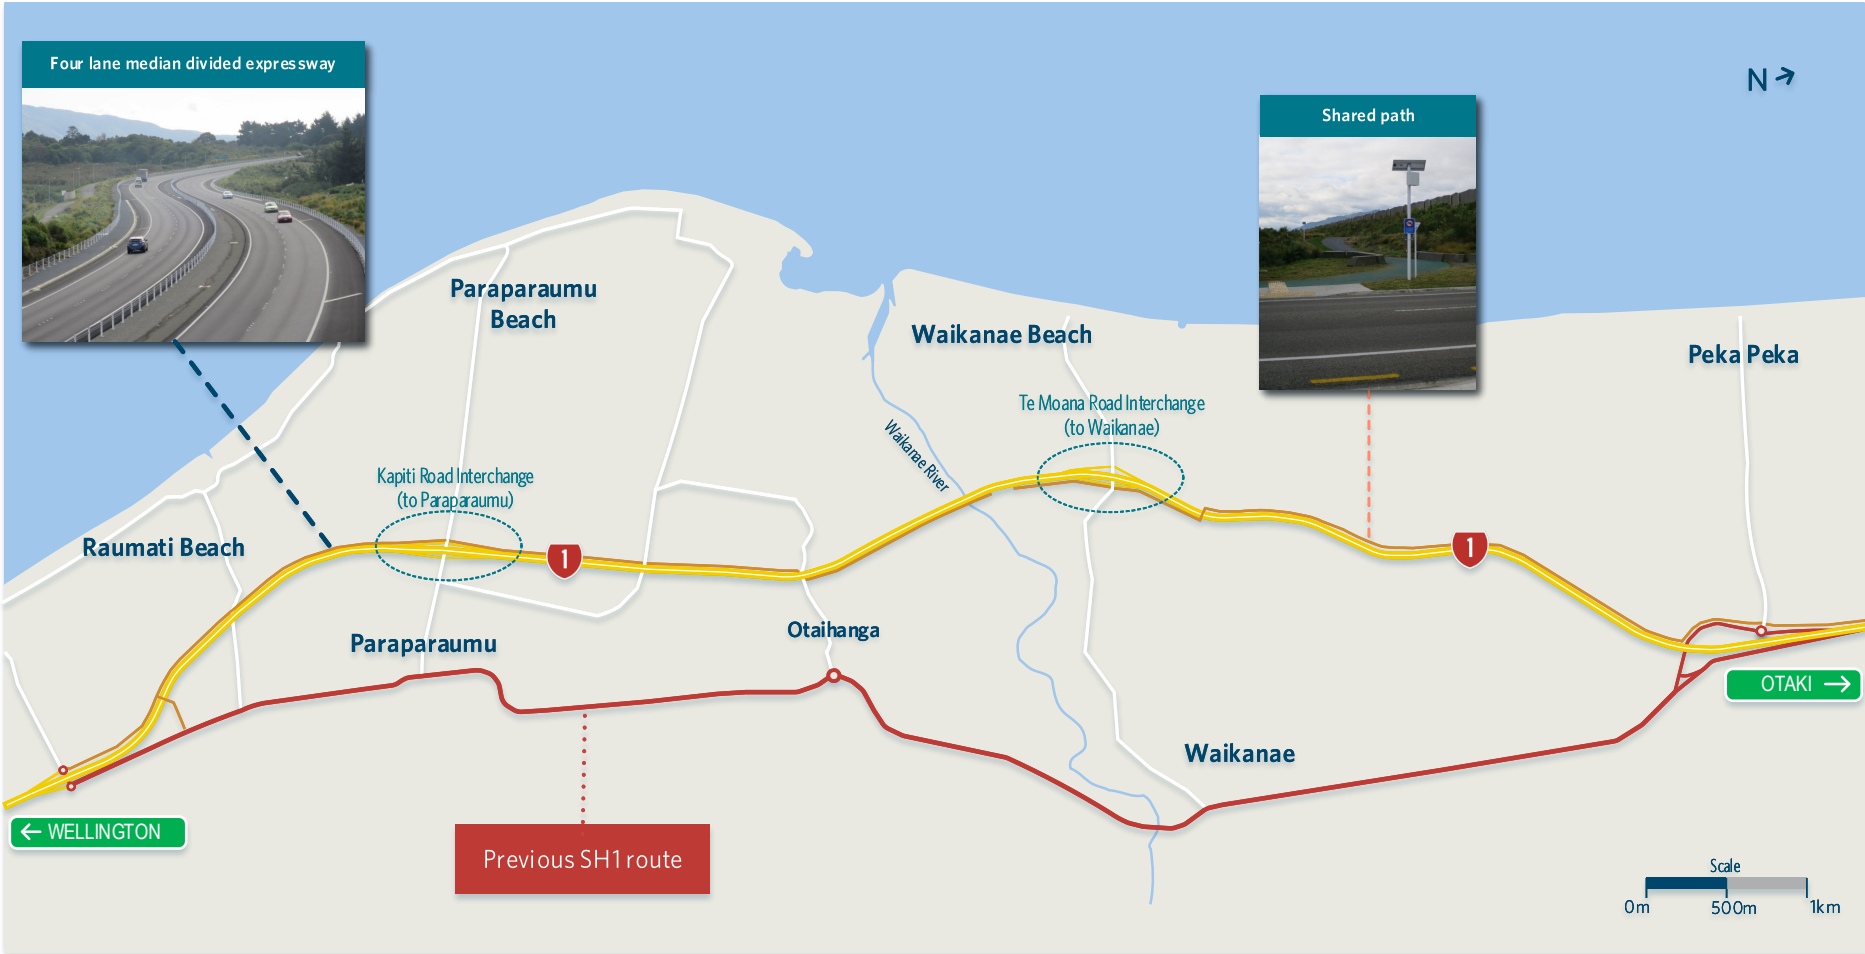 Four lane median divided expressway
N
Shared path
Paraparaumu
Beach
Waikanae Beach
Peka Peka
Te Moana Road Interchange
(to Waikanae)
Waikanae River
Kapiti Road Interchange
(to Paraparaumu)
Raumati Beach
1
1
Otaihanga
Paraparaumu
OTAKI
Waikanae
WELLINGTON
Previous SH1 route
Scale
0m
500m
1km